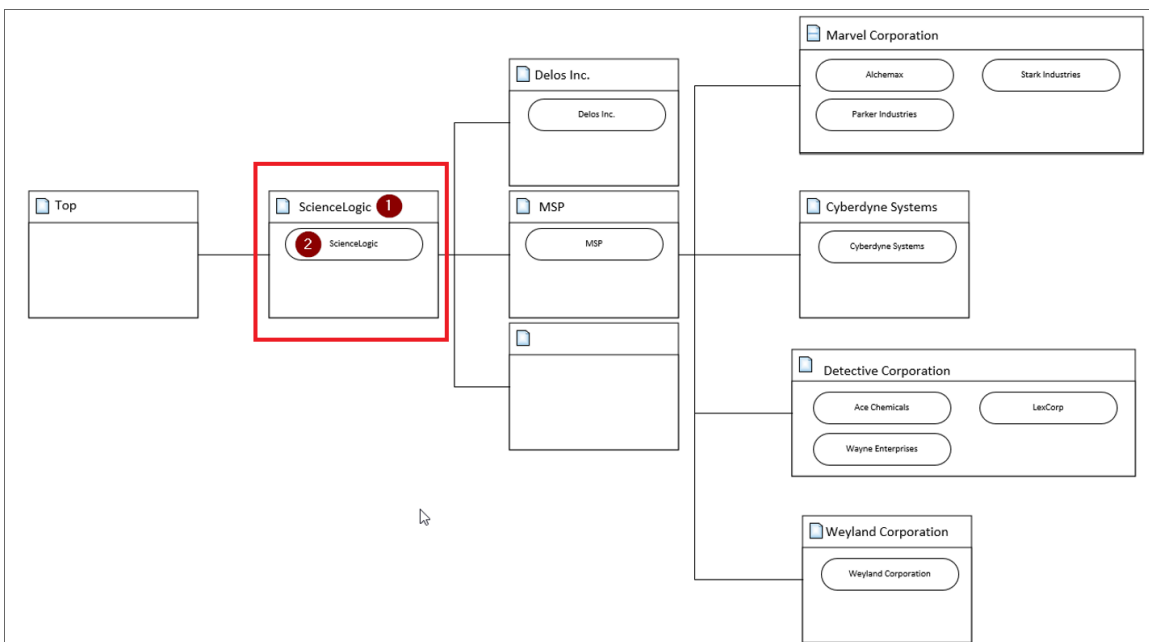 Marvel Corporation
Alchemax
Stark Industries
Parker Industries
Delos Inc.
Delos Inc.
Top
ScienceLogic 1
2 ScienceLogic
MSP
MSP
Cyberdyne Systems
Cyberdyne Systems
Detective Corporation
Ace Chemicals
LexCorp
Wayne Enterprises
Weyland Corporation
Weyland Corporation